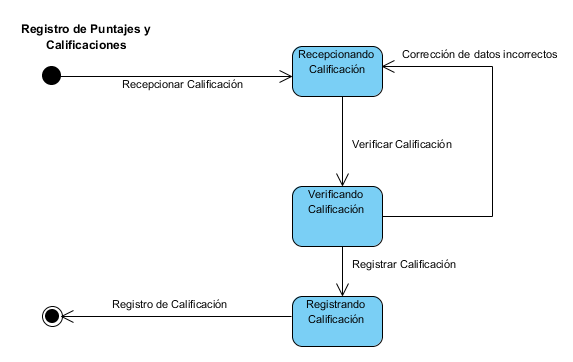 Registro de Puntajes y
Calificaciones
Recepcionando
Calificación
Corrección de datos incorrectos
Recepcionar Calificación
Verificar Calificación
Verificando
Calificación
Registrar Calificación
Registro de Calificación
Registrando
Calificación